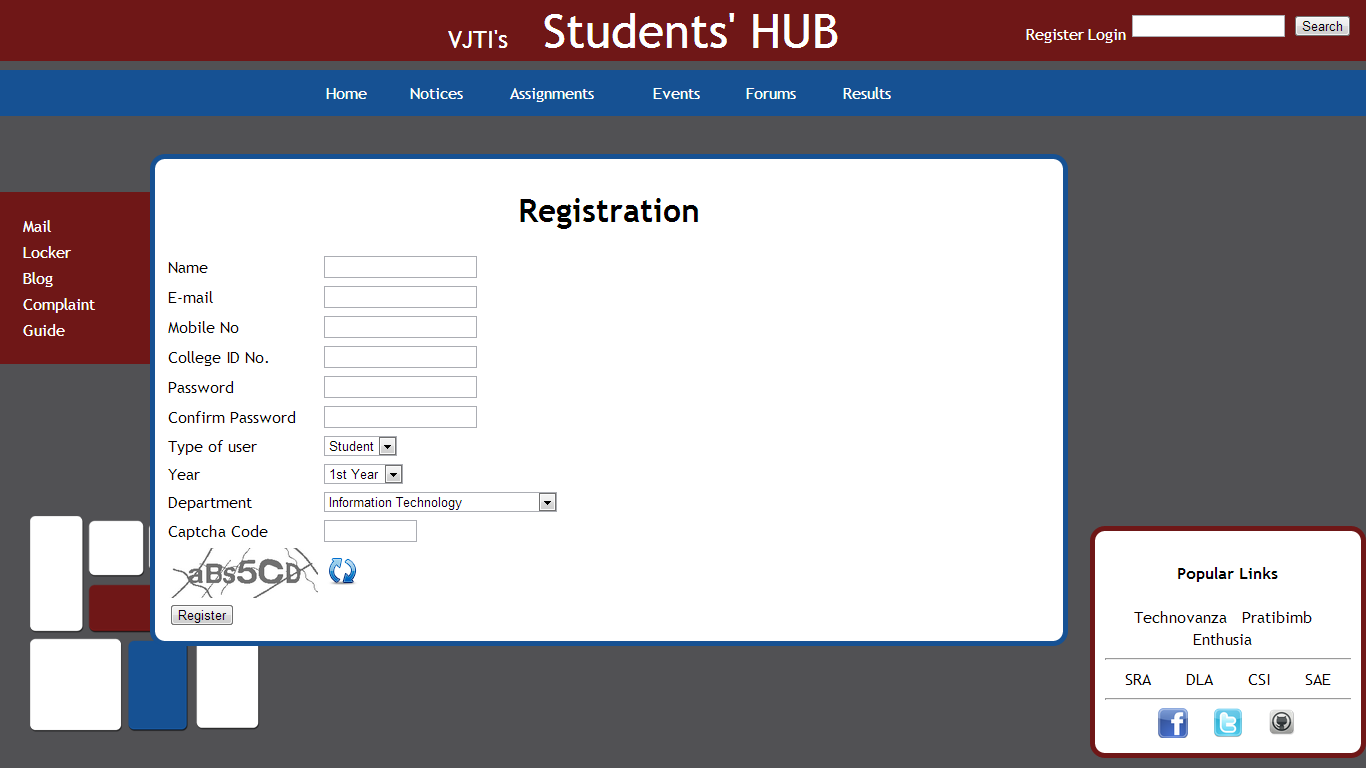 VJTI's Students' HUB
Register Login Search
Home Notices Assignments Events Forums Results
Mail
Locker
Blog
Complaint
Guide
Registration
Name
E-mail
Mobile No
College ID No.
Password
Confirm Password
Type of user Student
Year 1st Year
Department Information Technology
Captcha Code
aBs5CD
Register
Popular Links
Technovanza Pratibimb
Enthusia
SRA DLA CSI SAE
f t